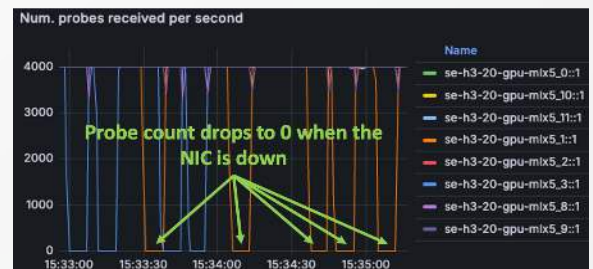 Num. probes received per second
4000
3000
2000
1000
0
Probe count drops to 0 when the
NIC is down
15:33:00 15:33:30 15:34:00 15:34:30 15:35:00
Name
se-h3-20-gpu-mlx5_0::1
se-h3-20-gpu-mlx5_10::1
se-h3-20-gpu-mlx5_11::1
se-h3-20-gpu-mlx5_1::1
se-h3-20-gpu-mlx5_2::1
se-h3-20-gpu-mlx5_3::1
se-h3-20-gpu-mlx5_8::1
se-h3-20-gpu-mlx5_9::1